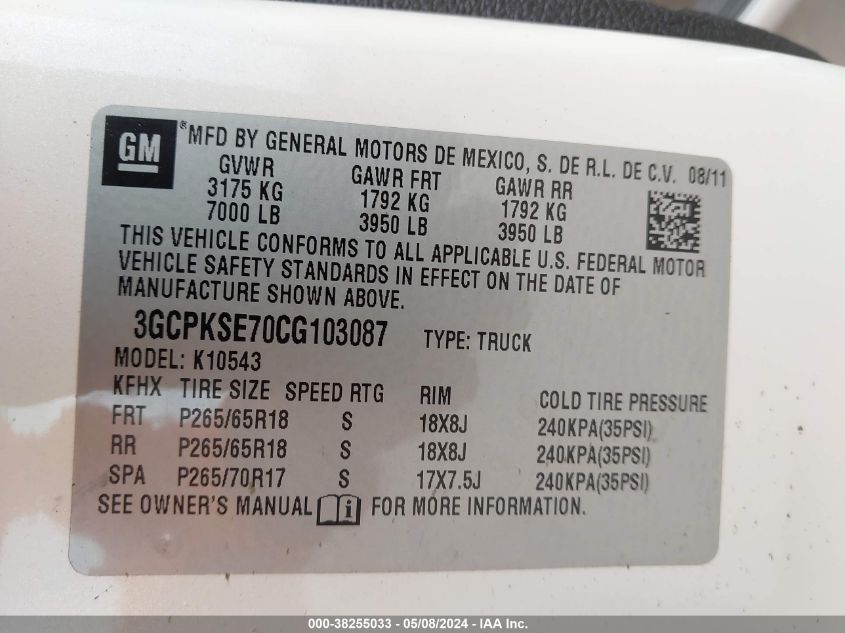 GM ® MFD BY GENERAL MOTORS DE MEXICO, S. DE R.L. DE C.V. 08/11
GVWR GAWR FRT GAWR RR
3175 KG 1792 KG 1792 KG
7000 LB 3950 LB 3950 LB
THIS VEHICLE CONFORMS TO ALL APPLICABLE U.S. FEDERAL MOTOR
VEHICLE SAFETY STANDARDS IN EFFECT ON THE DATE OF
MANUFACTURE SHOWN ABOVE.
3GCPKSE70CG103087 TYPE: TRUCK
MODEL: K10543
KFHX TIRE SIZE SPEED RTG RIM COLD TIRE PRESSURE
FRT P265/65R18 S 18X8J 240KPA(35PSI)
RR P265/65R18 S 18X8J 240KPA(35PSI)
SPA P265/70R17 S 17X7.5J 240KPA(35PSI)
SEE OWNER'S MANUAL i FOR MORE INFORMATION.
000-38255033 - 05/08/2024 - IAA Inc.